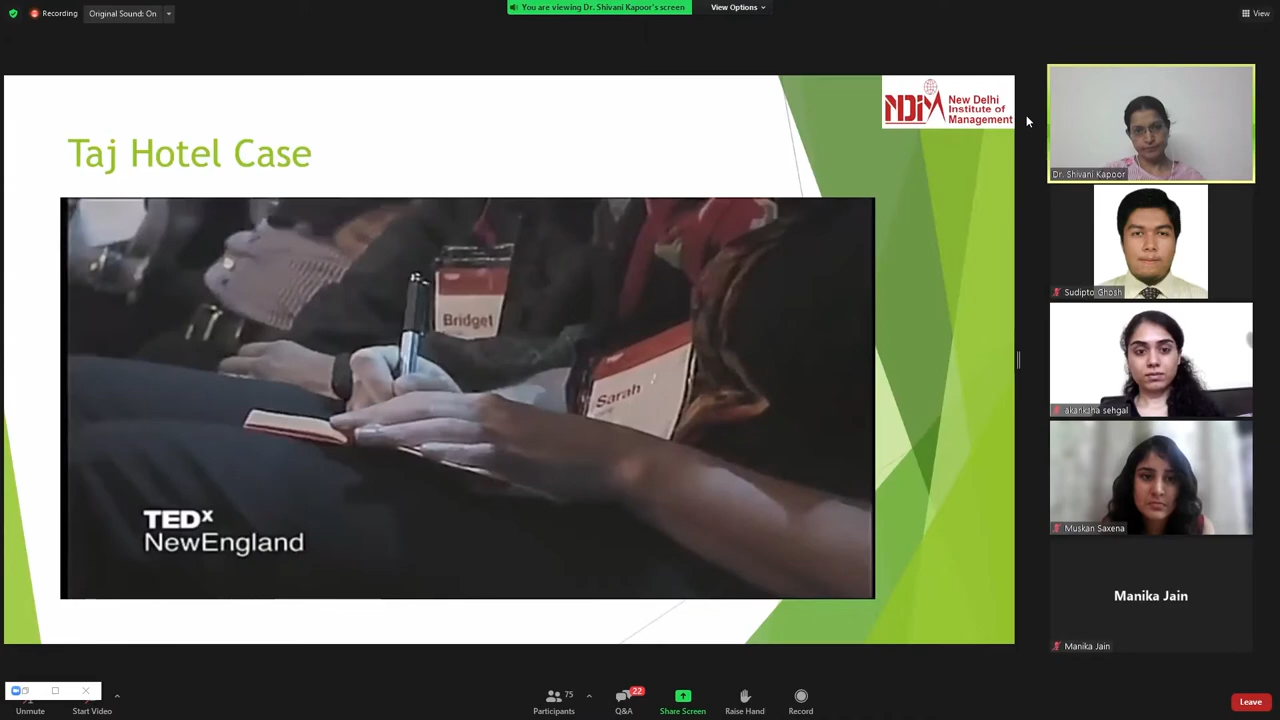 Recording
Original Sound: On
You are viewing Dr. Shivani Kapoor's screen
View Options
View
Taj Hotel Case
NDIM
New Delhi
Institute of
Management
Bridget
Sarah
TEDx
NewEngland
Dr. Shivani Kapoor
Sudipto Ghosh
akanksha sehgal
Muskan Saxena
Manika Jain
Manika Jain
Unmute
Start Video
75
Participants
22
Q&A
Share Screen
Raise Hand
Record
Leave